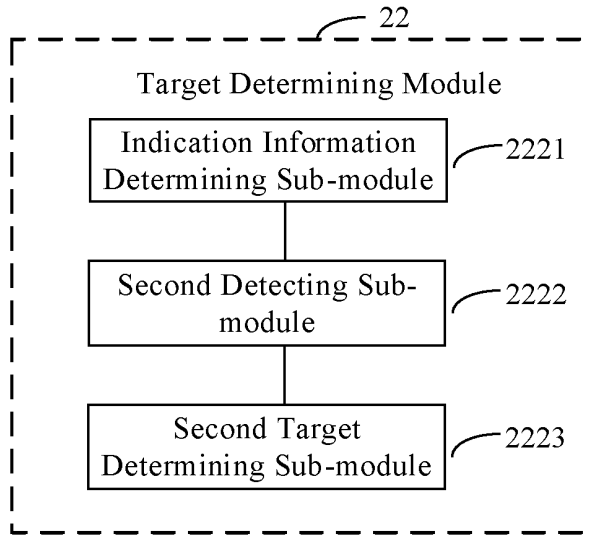 22
Target Determining Module
Indication Information
Determining Sub-module
2221
Second Detecting Sub-
module
2222
Second Target
Determining Sub-module
2223